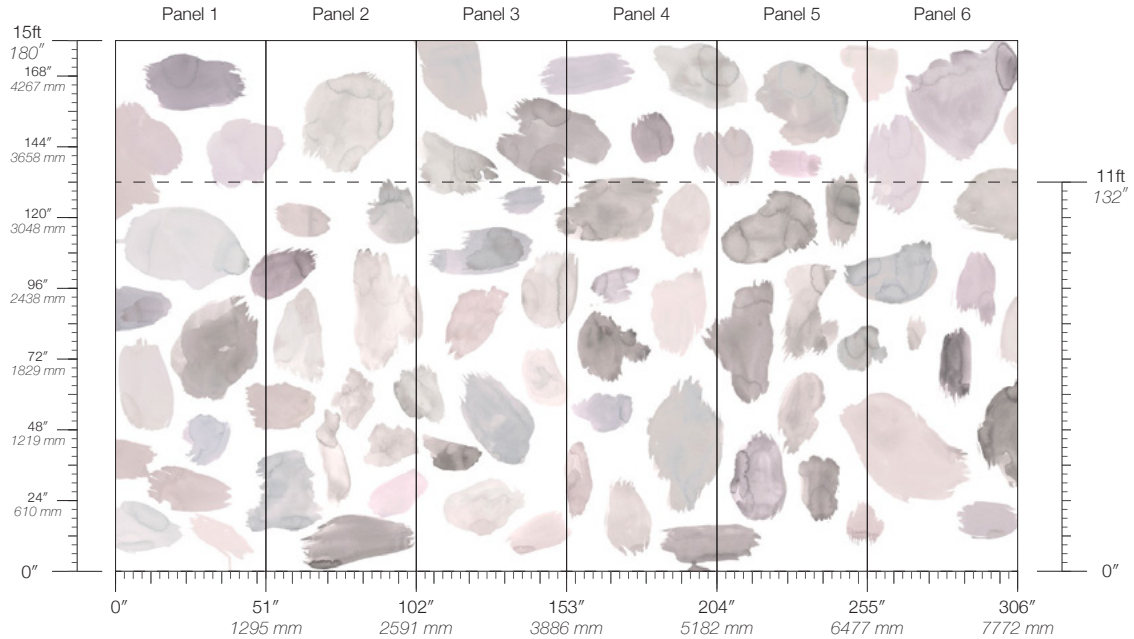 Panel 1 Panel 2 Panel 3 Panel 4 Panel 5 Panel 6
15ft
180″
168″
4267 mm
144″
3658 mm
11ft
132″
120″
3048 mm
96″
2438 mm
72″
1829 mm
48″
1219 mm
24″
610 mm
0″ 0″
0″ 51″ 102″ 153″ 204″ 255″ 306″
1295 mm 2591 mm 3886 mm 5182 mm 6477 mm 7772 mm